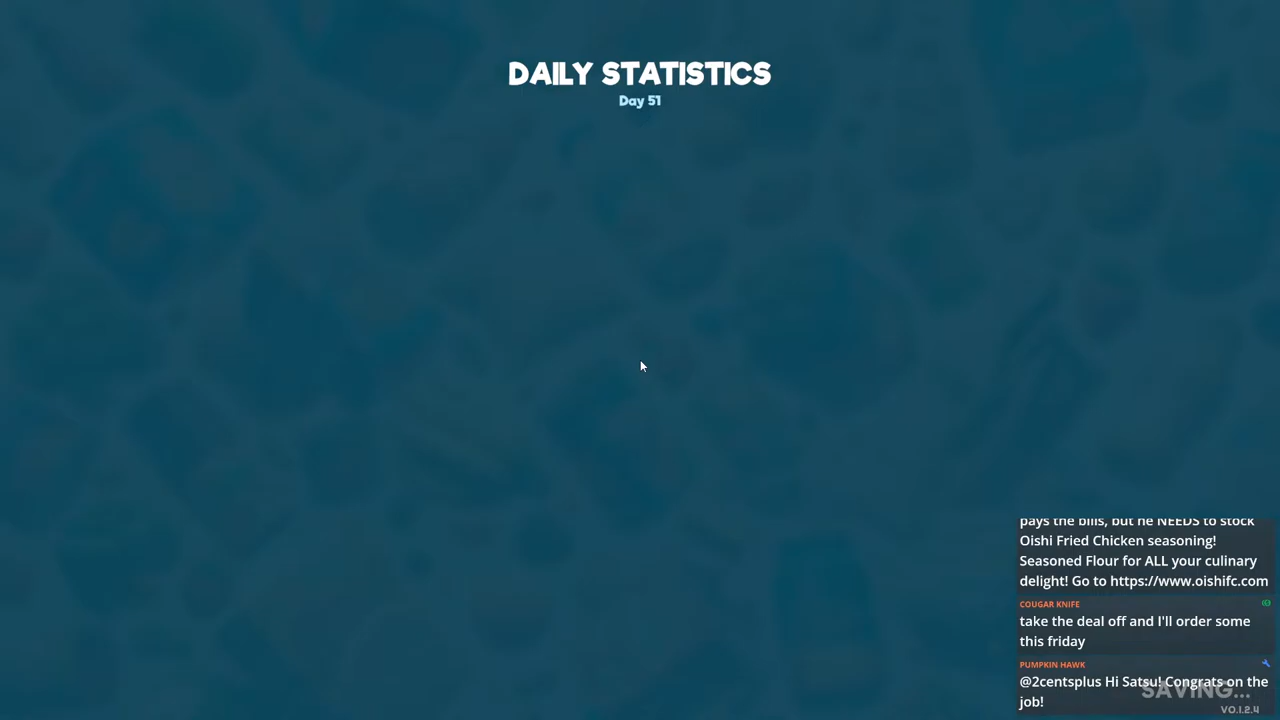 DAILY STATISTICS
Day 51
pays the bills, but he NEEDS to stock
Oishi Fried Chicken seasoning!
Seasoned Flour for ALL your culinary
delight! Go to https://www.oishifc.com
COUGAR KNIFE
take the deal off and I'll order some
this friday
PUMPKIN HAWK
@2centsplus Hi Satsu! Congrats on the
job!
SAVING...
V0.1.2.4